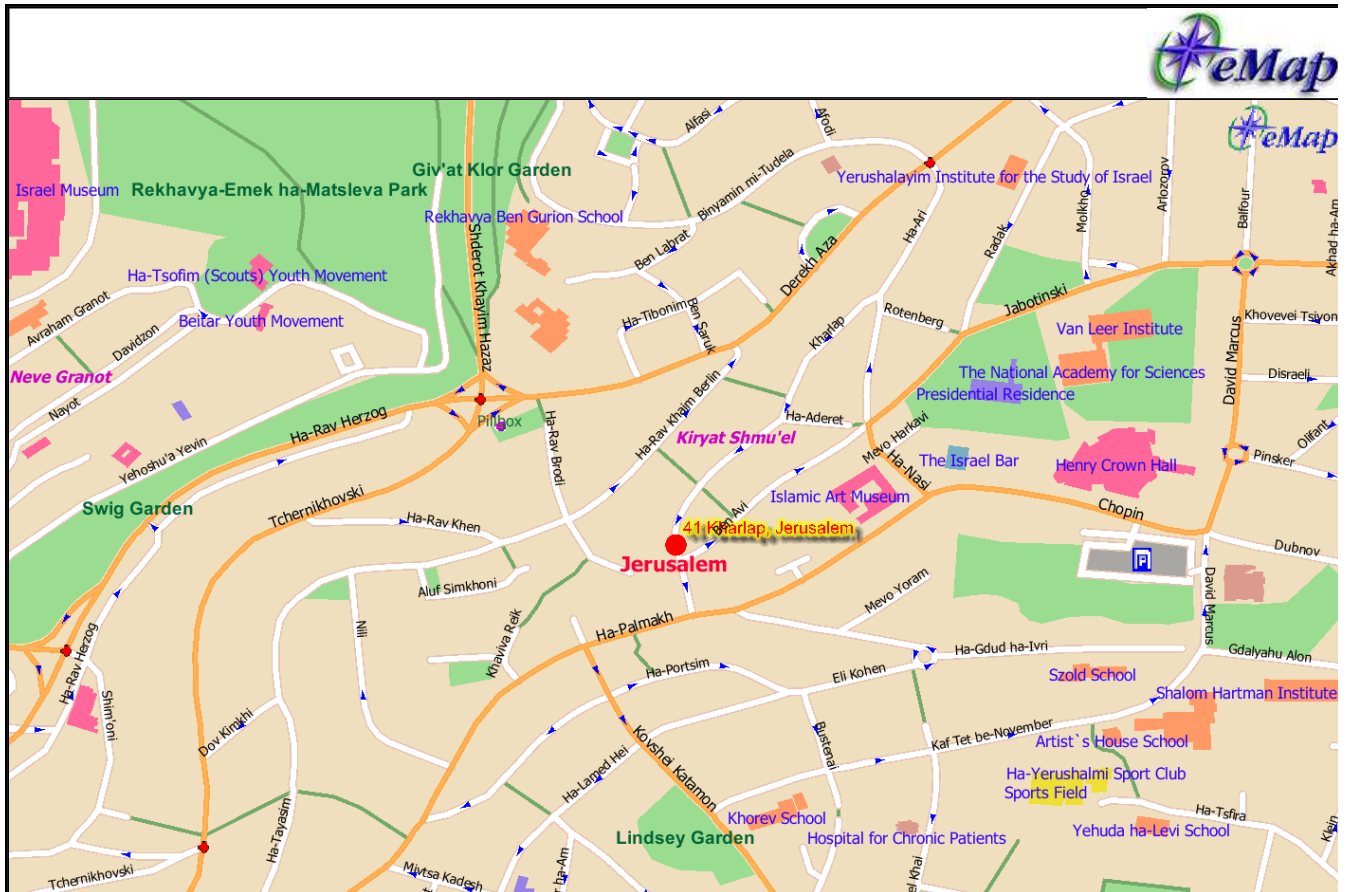 eMap
eMap
Alfasi
Afodi
Israel Museum
Rekhavya-Emek ha-Matsleva Park
Giv'at Klor Garden
Yerushalayim Institute for the Study of Israel
Arlozorov
Balfour
Akhad ha-Am
Molkho
Rekhavya Ben Gurion School
Binyamin mi-Tudela
Ha-Ari
Radak
Shderot Khayim Hazaz
Ben Labrat
Derekh Aza
Ha-Tsofim (Scouts) Youth Movement
Avraham Granot
Davidzon
Beitar Youth Movement
Ha-Tibonim
Ben Saruk
Kharlap
Rotenberg
Jabotinski
Van Leer Institute
David Marcus
Khovevei Tsiyon
Neve Granot
Nayot
The National Academy for Sciences
Presidential Residence
Disraeli
Ha-Rav Herzog
Pillbox
Ha-Rav Brodi
Ha-Rav Khaim Berlin
Ha-Aderet
Kiryat Shmu'el
Mevo Harkavi
Olifant
Yehoshu'a Yevin
Ha-Nasi
The Israel Bar
Henry Crown Hall
Pinsker
Swig Garden
Tchernikhovski
Islamic Art Museum
Chopin
Ha-Rav Khen
Ben Avi
41 Kharlap, Jerusalem
Jerusalem
P
Dubnov
Aluf Simkhoni
Mevo Yoram
David Marcus
Nili
Khaviva Reik
Ha-Palmakh
Ha-Rav Herzog
Ha-Portsim
Eli Kohen
Ha-Gdud ha-Ivri
Gdalyahu Alon
Szold School
Shalom Hartman Institute
Shim'oni
Dov Kimkhi
Kovshei Katamon
Bustenai
Kaf Tet be-November
Artist`s House School
Ha-Lamed Hei
Ha-Yerushalmi Sport Club
Sports Field
Ha-Tsfira
Ha-Tayasim
Lindsey Garden
Khorev School
Hospital for Chronic Patients
Yehuda ha-Levi School
Klein
Tchernikhovski
Mivtsa Kadesh
ha-Am
el Khai